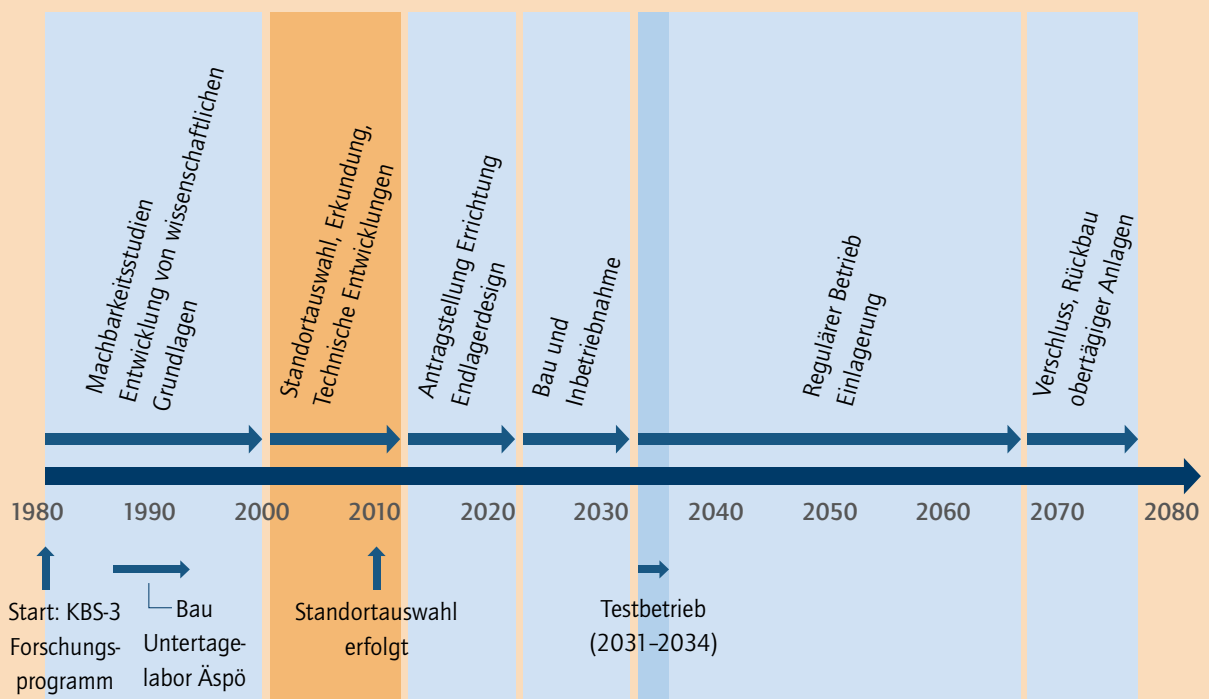 Machbarkeitsstudien
Entwicklung von wissenschaftlichen
Grundlagen
Standortauswahl, Erkundung,
Technische Entwicklungen
Antragstellung Errichtung
Endlagerdesign
Bau und
Inbetriebnahme
Regulärer Betrieb
Einlagerung
Verschluss, Rückbau
obertägiger Anlagen
1980 1990 2000 2010 2020 2030 2040 2050 2060 2070 2080
Start: KBS-3
Forschungs-
programm
Bau
Untertage-
labor Äspö
Standortauswahl
erfolgt
Testbetrieb
(2031–2034)